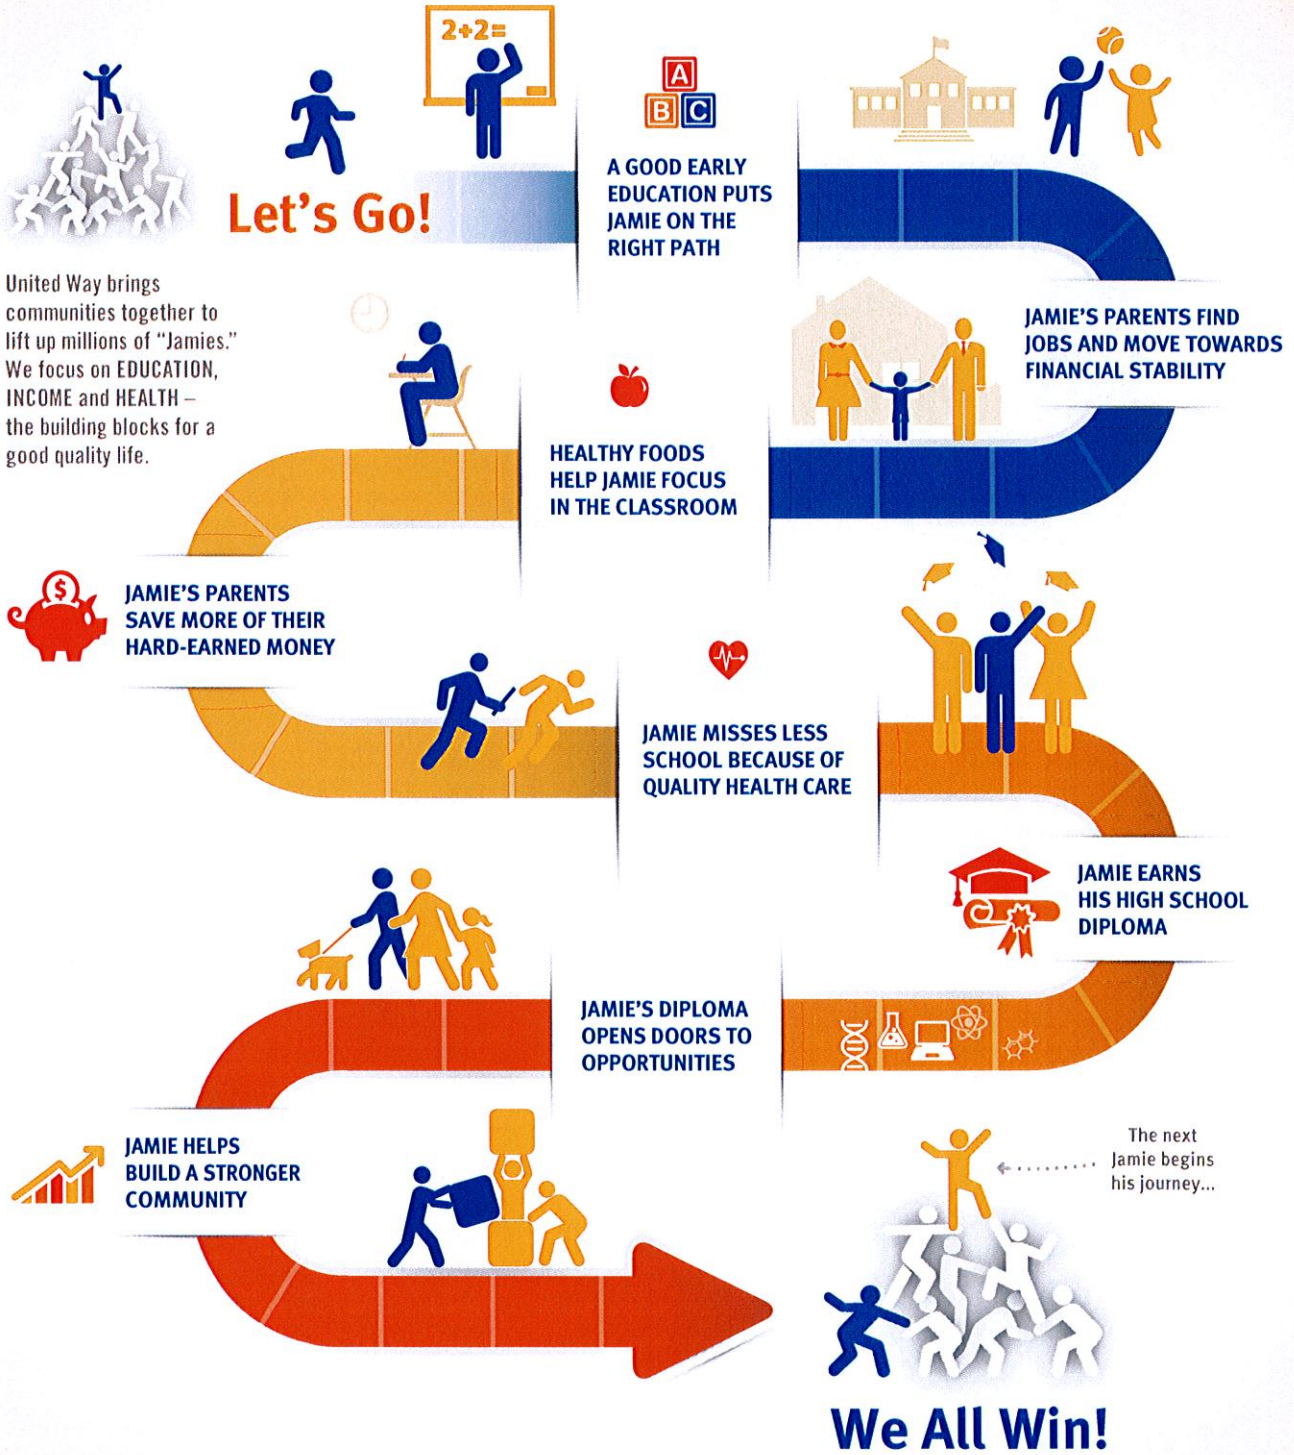 2+2=
A
B C
Let's Go!
A GOOD EARLY
EDUCATION PUTS
JAMIE ON THE
RIGHT PATH
United Way brings
communities together to
lift up millions of “Jamies.”
We focus on EDUCATION,
INCOME and HEALTH –
the building blocks for a
good quality life.
JAMIE'S PARENTS FIND
JOBS AND MOVE TOWARDS
FINANCIAL STABILITY
HEALTHY FOODS
HELP JAMIE FOCUS
IN THE CLASSROOM
$
JAMIE'S PARENTS
SAVE MORE OF THEIR
HARD-EARNED MONEY
JAMIE MISSES LESS
SCHOOL BECAUSE OF
QUALITY HEALTH CARE
JAMIE EARNS
HIS HIGH SCHOOL
DIPLOMA
JAMIE'S DIPLOMA
OPENS DOORS TO
OPPORTUNITIES
JAMIE HELPS
BUILD A STRONGER
COMMUNITY
The next
Jamie begins
his journey...
We All Win!